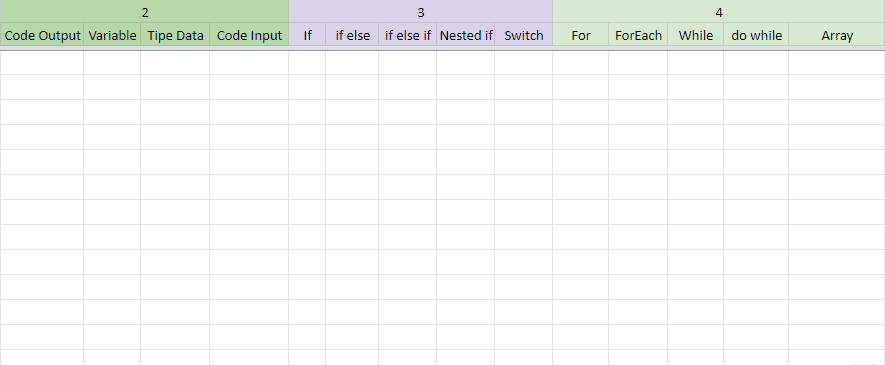 2 3 4
Code Output Variable Tipe Data Code Input If if else if else if Nested if Switch For ForEach While do while Array